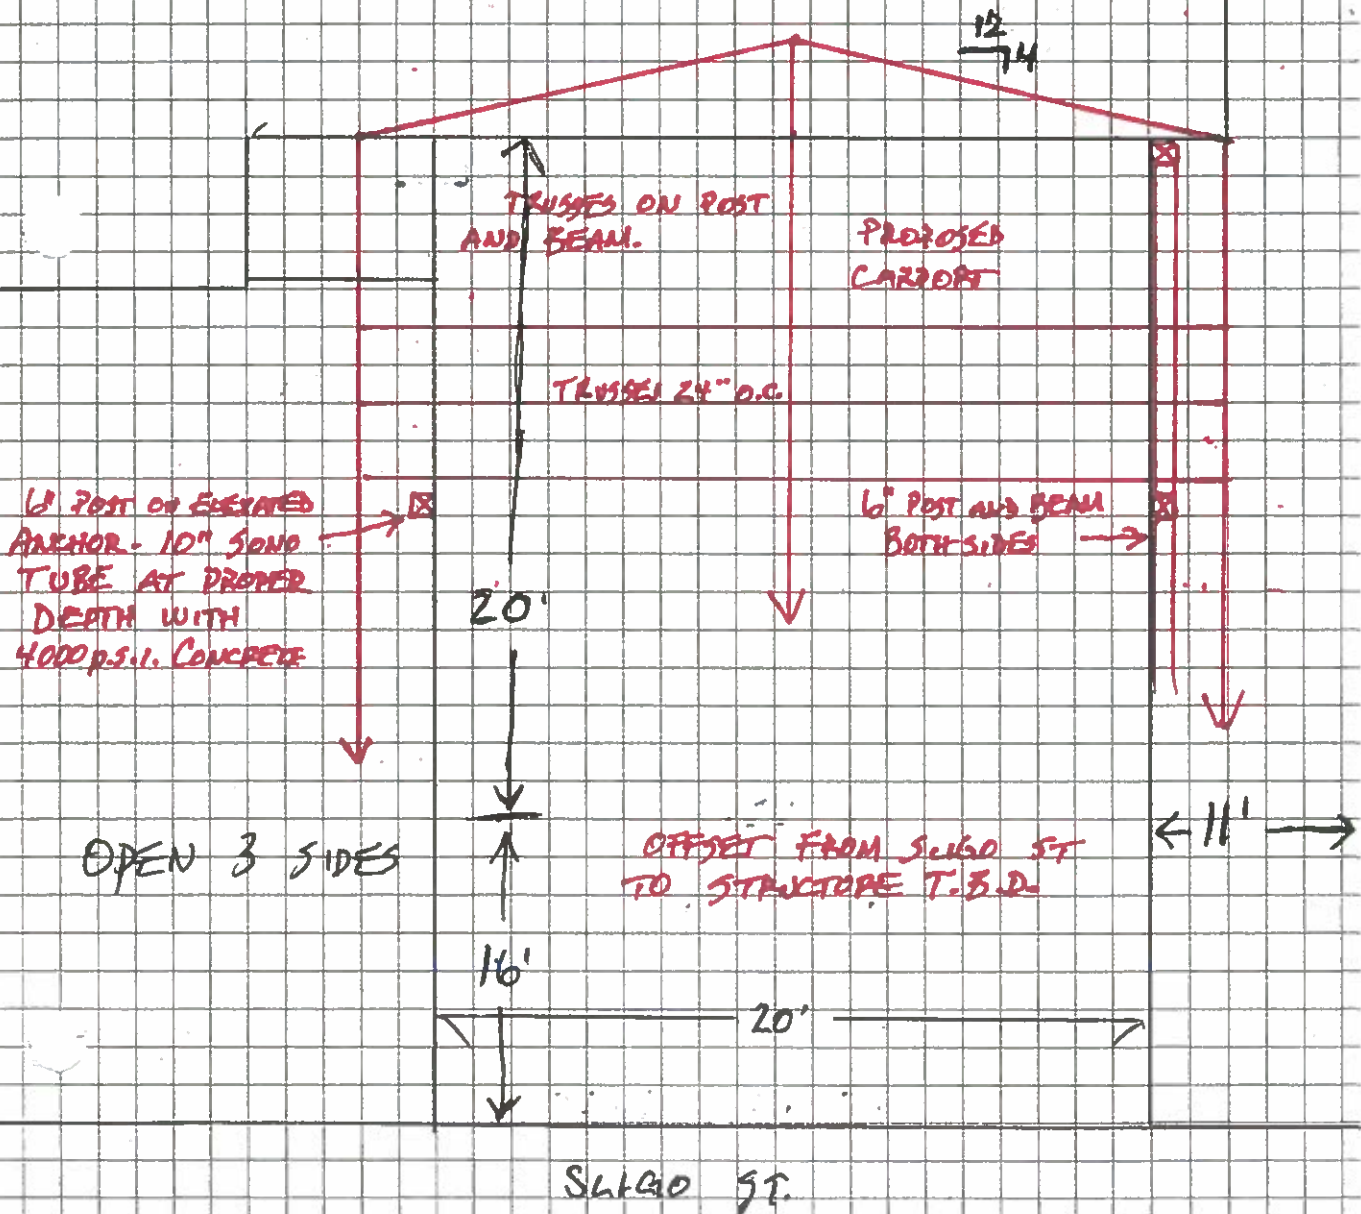 12
4
TRUSSES ON POST
AND BEAM.
PROPOSED
CARPORT
TRUSSES 24" O.C.
6" POST ON ELEVATED
ANCHOR - 10" SONO
TUBE AT PROPER
DEPTH WITH
4000 p.s.i. CONCRETE
6" POST AND BEAM
BOTH SIDES
20'
OPEN 3 SIDES
OFFSET FROM SLIGO ST
TO STRUCTURE T.B.D.
11'
16'
20'
SLIGO ST.